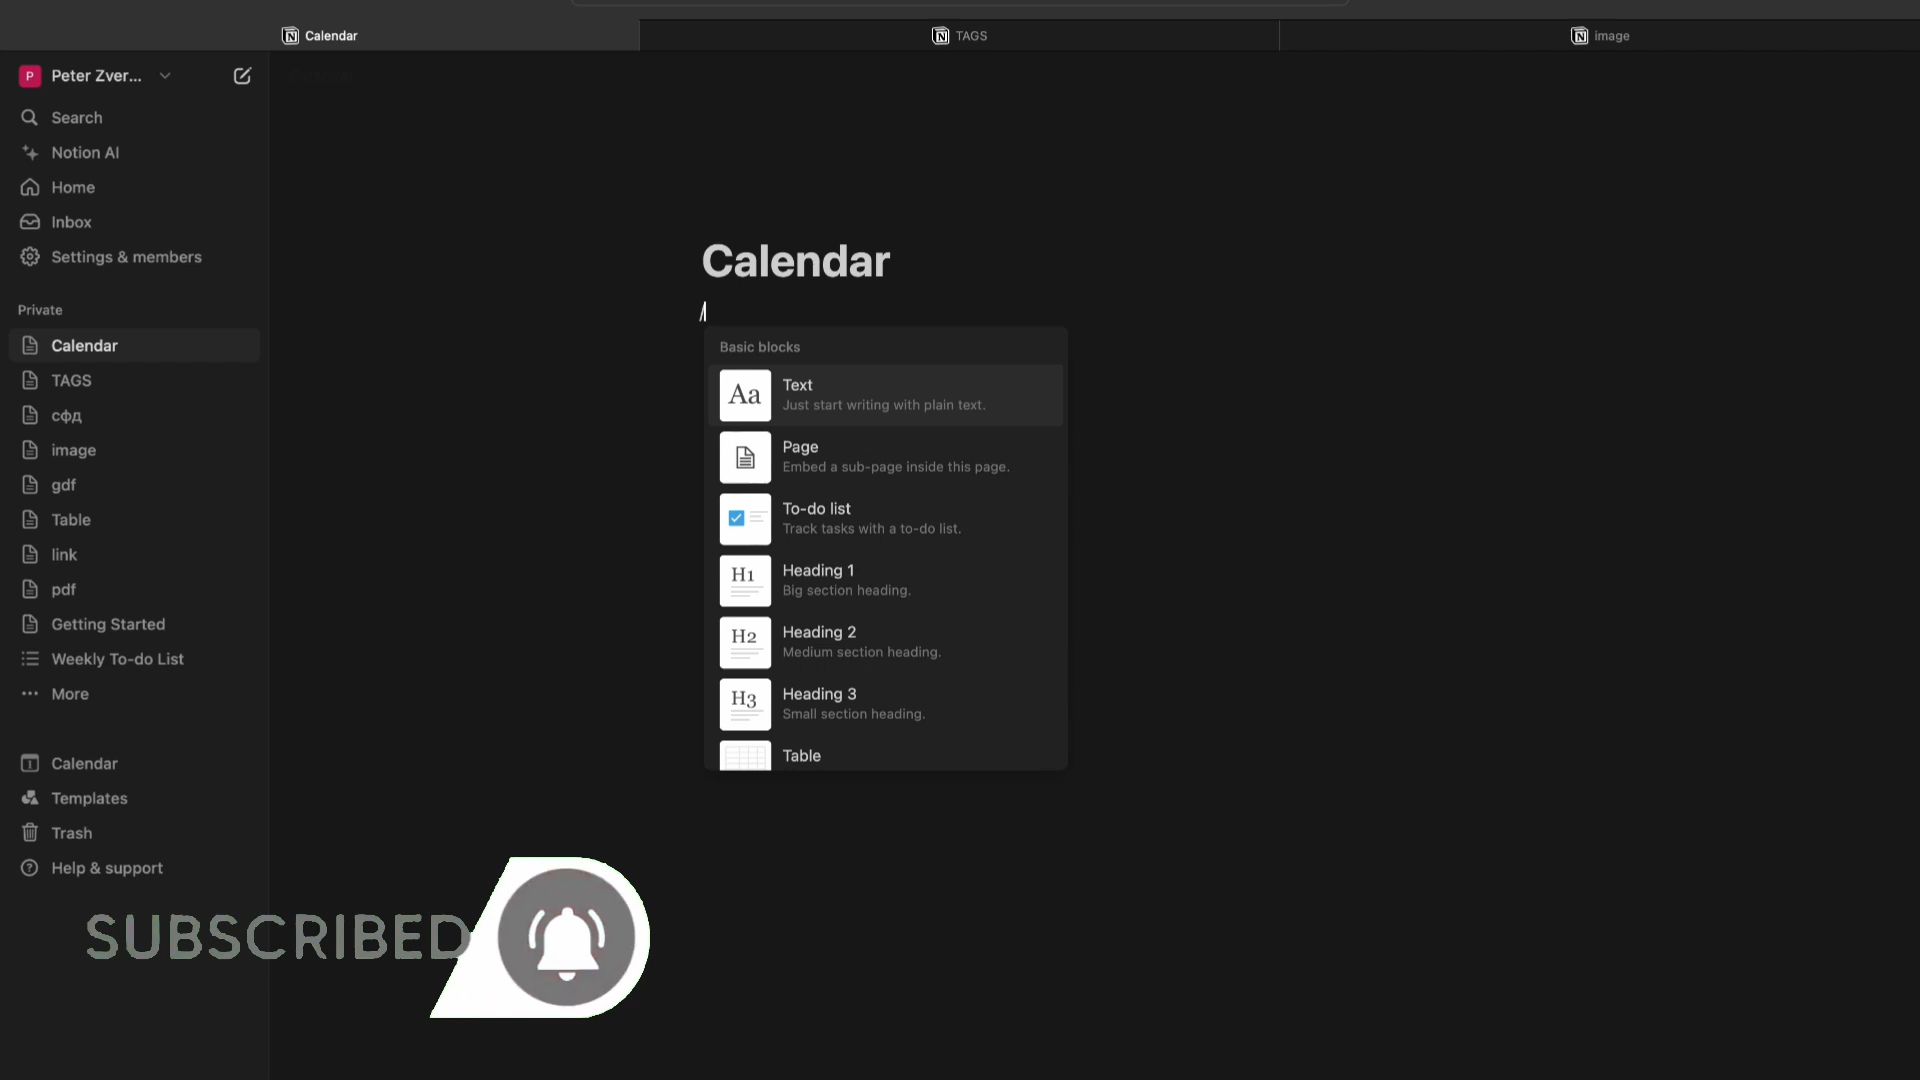 Calendar
TAGS
image
P Peter Zver...
Search
Notion AI
Home
Inbox
Settings & members
Private
Calendar
TAGS
сфд
image
gdf
Table
link
pdf
Getting Started
Weekly To-do List
More
Calendar
Templates
Trash
Help & support
Calendar
/
Basic blocks
Aa Text
Just start writing with plain text.
Page
Embed a sub-page inside this page.
To-do list
Track tasks with a to-do list.
H1 Heading 1
Big section heading.
H2 Heading 2
Medium section heading.
H3 Heading 3
Small section heading.
Table
SUBSCRIBED